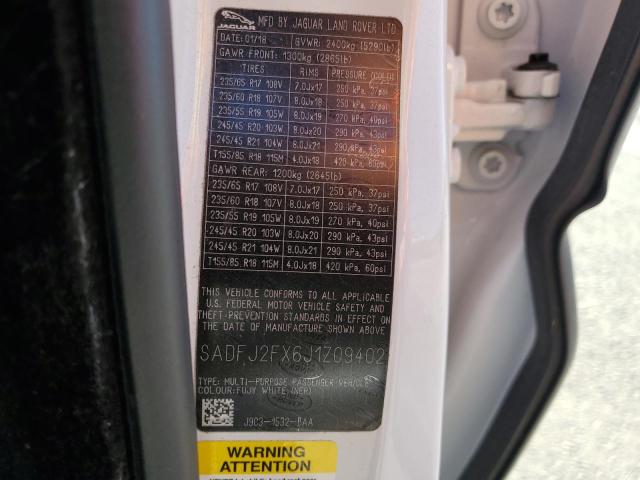 JAGUAR MFD BY JAGUAR LAND ROVER LTD
DATE: 01/18 GVWR: 2400kg (5290lb)
GAWR FRONT: 1300kg (2865lb)
TIRES RIMS PRESSURE (COLD)
235/65 R17 108V 7.0Jx17 250 kPa, 37psi
235/60 R18 107V 8.0Jx18 250 kPa, 37psi
235/55 R19 105W 8.0Jx19 270 kPa, 40psi
245/45 R20 103W 8.0Jx20 290 kPa, 43psi
245/45 R21 104W 8.0Jx21 290 kPa, 43psi
T155/85 R18 115M 4.0Jx18 420 kPa, 60psi
GAWR REAR: 1200kg (2645lb)
235/65 R17 108V 7.0Jx17 250 kPa, 37psi
235/60 R18 107V 8.0Jx18 250 kPa, 37psi
235/55 R19 105W 8.0Jx19 270 kPa, 40psi
245/45 R20 103W 8.0Jx20 290 kPa, 43psi
245/45 R21 104W 8.0Jx21 290 kPa, 43psi
T155/85 R18 115M 4.0Jx18 420 kPa, 60psi
THIS VEHICLE CONFORMS TO ALL APPLICABLE
U.S. FEDERAL MOTOR VEHICLE SAFETY AND
THEFT-PREVENTION STANDARDS IN EFFECT ON
DATE OF MANUFACTURE
SADFJ2FX6J1Z09402
TYPE: MULTI-PURPOSE PASSENGER VEHICLE
COLOUR: FUJI WHITE(NER)
J9C3-1532-BAA
WARNING
ATTENTION